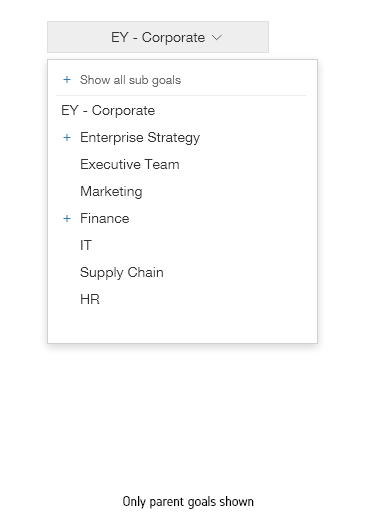 EY - Corporate
+ Show all sub goals
EY - Corporate
+ Enterprise Strategy
Executive Team
Marketing
+ Finance
IT
Supply Chain
HR
Only parent goals shown